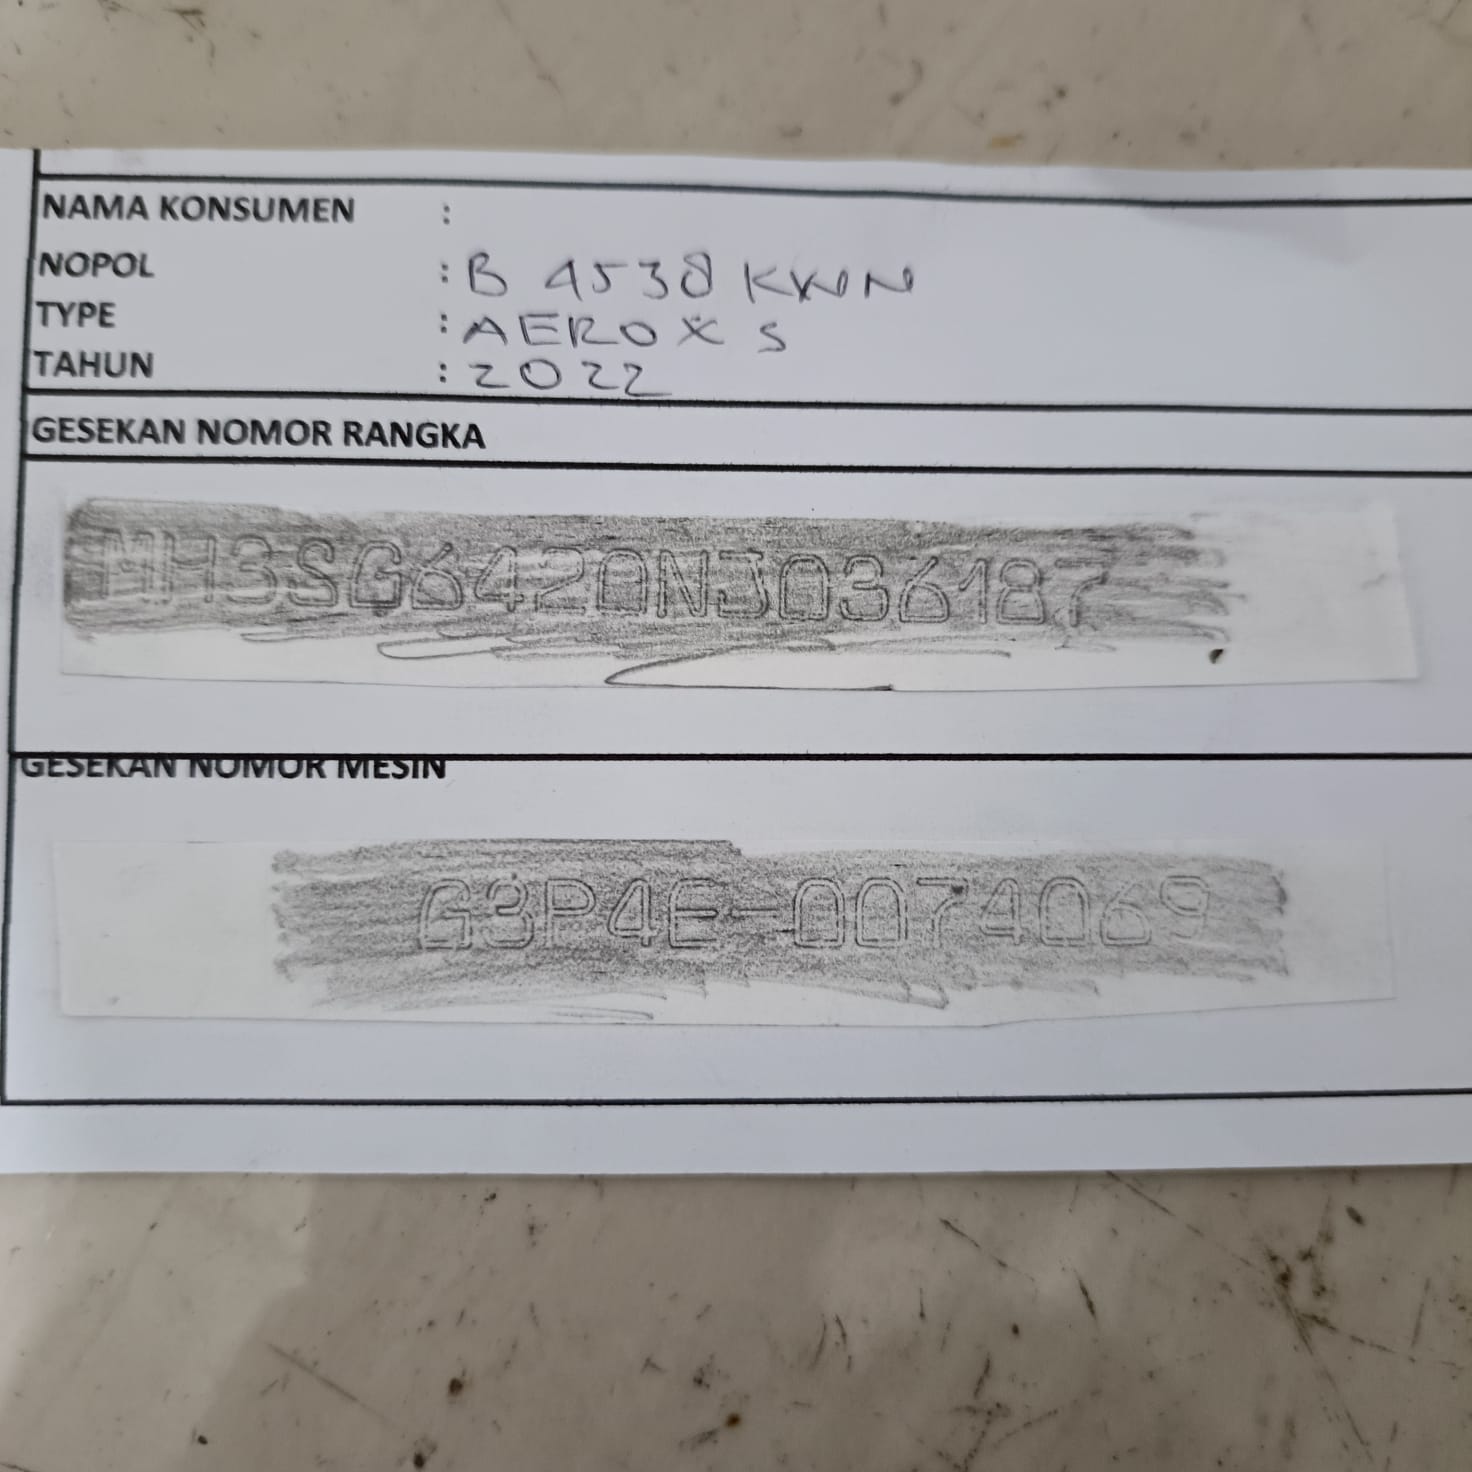 NAMA KONSUMEN :
NOPOL : B 4538 KWN
TYPE : AEROX S
TAHUN : 2022
GESEKAN NOMOR RANGKA
MH3SG6420NJ036187
GESEKAN NOMOR MESIN
G3P4E-0074069